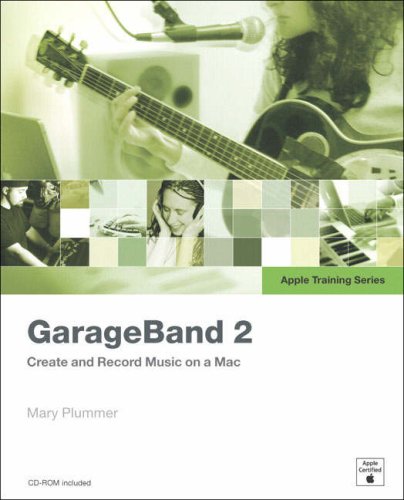 Apple Training Series
GarageBand 2
Create and Record Music on a Mac
Mary Plummer
CD-ROM included
Apple
Certified